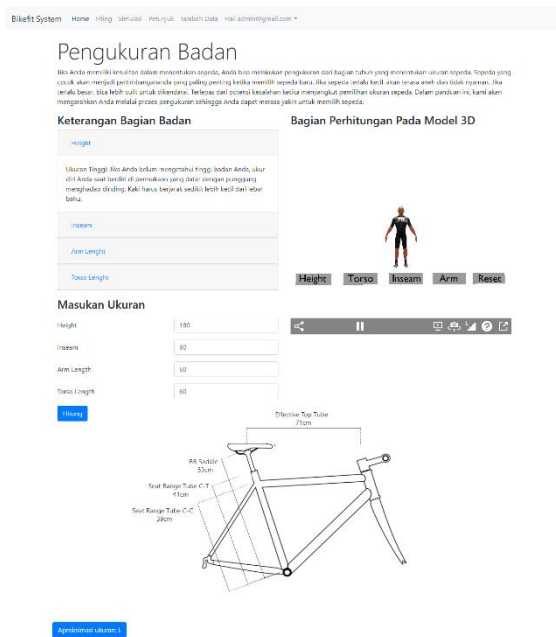 Bikefit System Home Hiting Simulasi Petunjuk Tambah Data Hai admin@gmail.com
Pengukuran Badan
Jika Anda memiliki kesulitan dalam menentukan sepeda, Anda bisa melakukan pengukuran dari bagian tubuh yang menentukan ukuran sepeda. Sepeda yang
cocok akan menjadi pertimbangananda yang paling penting ketika memilih sepeda baru. Jika sepeda terlalu kecil, akan terasa aneh dan tidak nyaman. Jika
terlalu besar, bisa lebih sulit untuk dikendarai. Terlepas dari potensi kesalahan ketika menyangkut pemilihan ukuran sepeda. Dalam panduan ini, kami akan
mengarahkan Anda melalui proses pengukuran sehingga Anda dapat merasa yakin untuk memilih sepeda.
Keterangan Bagian Badan
Height
Ukuran Tinggi: Jika Anda belum mengetahui tinggi badan Anda, ukur
diri Anda saat berdiri di permukaan yang datar dengan punggung
menghadap dinding. Kaki harus berjarak sedikit lebih kecil dari lebar
bahu.
Inseam
Arm Lenght
Torso Lenght
Bagian Perhitungan Pada Model 3D
Height Torso Inseam Arm Reset
Masukan Ukuran
Height 180
Inseam 60
Arm Length 60
Torso Length 60
Hitung
Effective Top Tube
71cm
BB Saddle
53cm
Seat Range Tube C-T
41cm
Seat Range Tube C-C
39cm
Aproksimasi ukuran: L